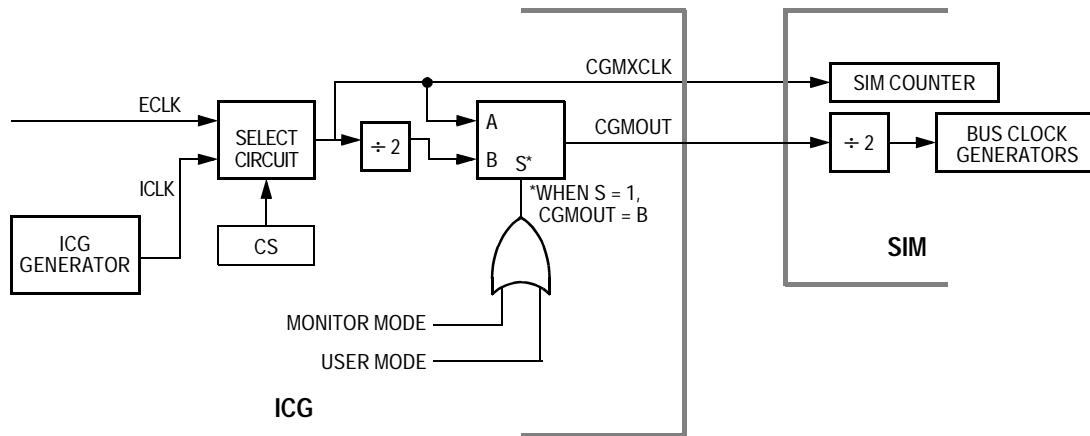 CGMXCLK
SIM COUNTER
ECLK
SELECT
CIRCUIT
÷ 2
A
B
S*
CGMOUT
÷ 2
BUS CLOCK
GENERATORS
ICLK
*WHEN S = 1,
CGMOUT = B
ICG
GENERATOR
CS
SIM
MONITOR MODE
USER MODE
ICG